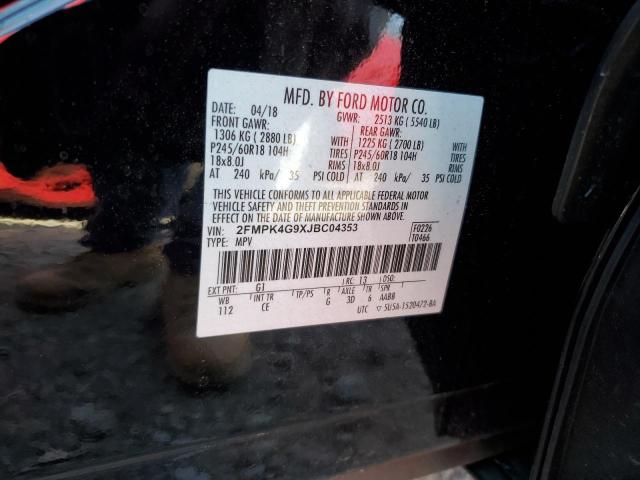 MFD. BY FORD MOTOR CO.
DATE: 04/18 GVWR: 2513 KG ( 5540 LB)
FRONT GAWR: REAR GAWR:
1306 KG ( 2880 LB) WITH 1225 KG ( 2700 LB) WITH
P245/60R18 104H TIRES P245/60R18 104H TIRES
18x8.0J RIMS 18x8.0J RIMS
AT 240 kPa/ 35 PSI COLD AT 240 kPa/ 35 PSI COLD
THIS VEHICLE CONFORMS TO ALL APPLICABLE FEDERAL MOTOR
VEHICLE SAFETY AND THEFT PREVENTION STANDARDS IN
EFFECT ON THE DATE OF MANUFACTURE SHOWN ABOVE.
VIN: 2FMPK4G9XJBC04353 F0226
TYPE: MPV T0466
EXT PNT: G1 RC: 13 DSO:
WB INT TR TP/PS R AXLE TR SPR
112 CE G 3D 6 AABB
UTC ▽ 5U5A-1520472-BA